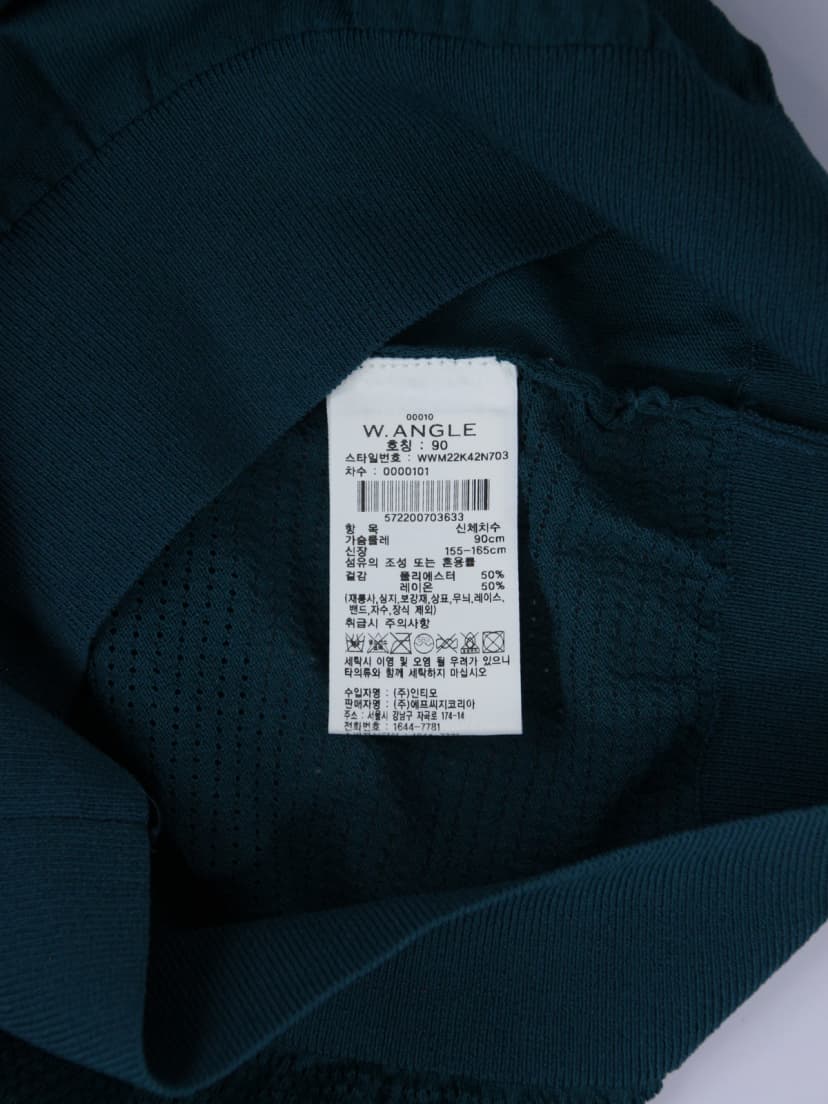 00010
W.ANGLE
호칭 : 90
스타일번호 : WWM22K42N703
차수 : 0000101
572200703633
항 목 신체치수
가슴둘레 90cm
신장 155-165cm
섬유의 조성 또는 혼용률
겉감 폴리에스터 50%
레이온 50%
(재봉사,심지,보강재,상표,무늬,레이스,
밴드,자수,장식 제외)
취급시 주의사항
세탁시 이염 및 오염 될 우려가 있으니
타의류와 함께 세탁하지 마십시오
수입자명 : (주)인티모
판매자명 : (주)에프씨지코리아
주소 : 서울시 강남구 자곡로 174-14
전화번호 : 1644-7781